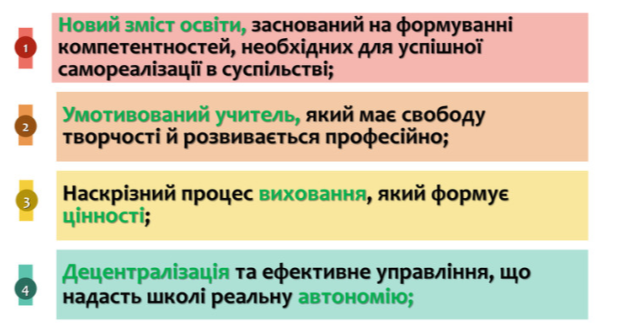 1
Новий зміст освіти, заснований на формуванні
компетентностей, необхідних для успішної
самореалізації в суспільстві;
2
Умотивований учитель, який має свободу
творчості й розвивається професійно;
3
Наскрізний процес виховання, який формує
цінності;
4
Децентралізація та ефективне управління, що
надасть школі реальну автономію;